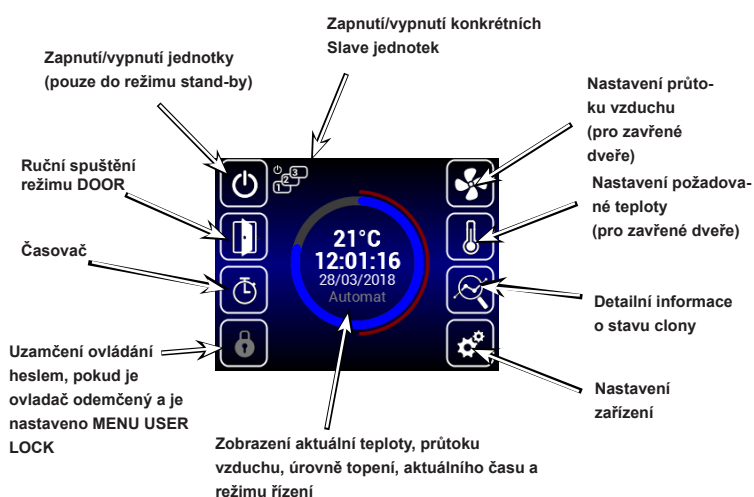 Zapnutí/vypnutí konkrétních
Slave jednotek
Zapnutí/vypnutí jednotky
(pouze do režimu stand-by)
Nastavení průto-
ku vzduchu
(pro zavřené
dveře)
Ruční spuštění
režimu DOOR
Nastavení požadova-
né teploty
(pro zavřené dveře)
Časovač
1 2 3
21°C
12:01:16
28/03/2018
Automat
Detailní informace
o stavu clony
Uzamčení ovládání
heslem, pokud je
ovladač odemčený a je
nastaveno MENU USER
LOCK
Nastavení
zařízení
Zobrazení aktuální teploty, průtoku
vzduchu, úrovně topení, aktuálního času a
režimu řízení